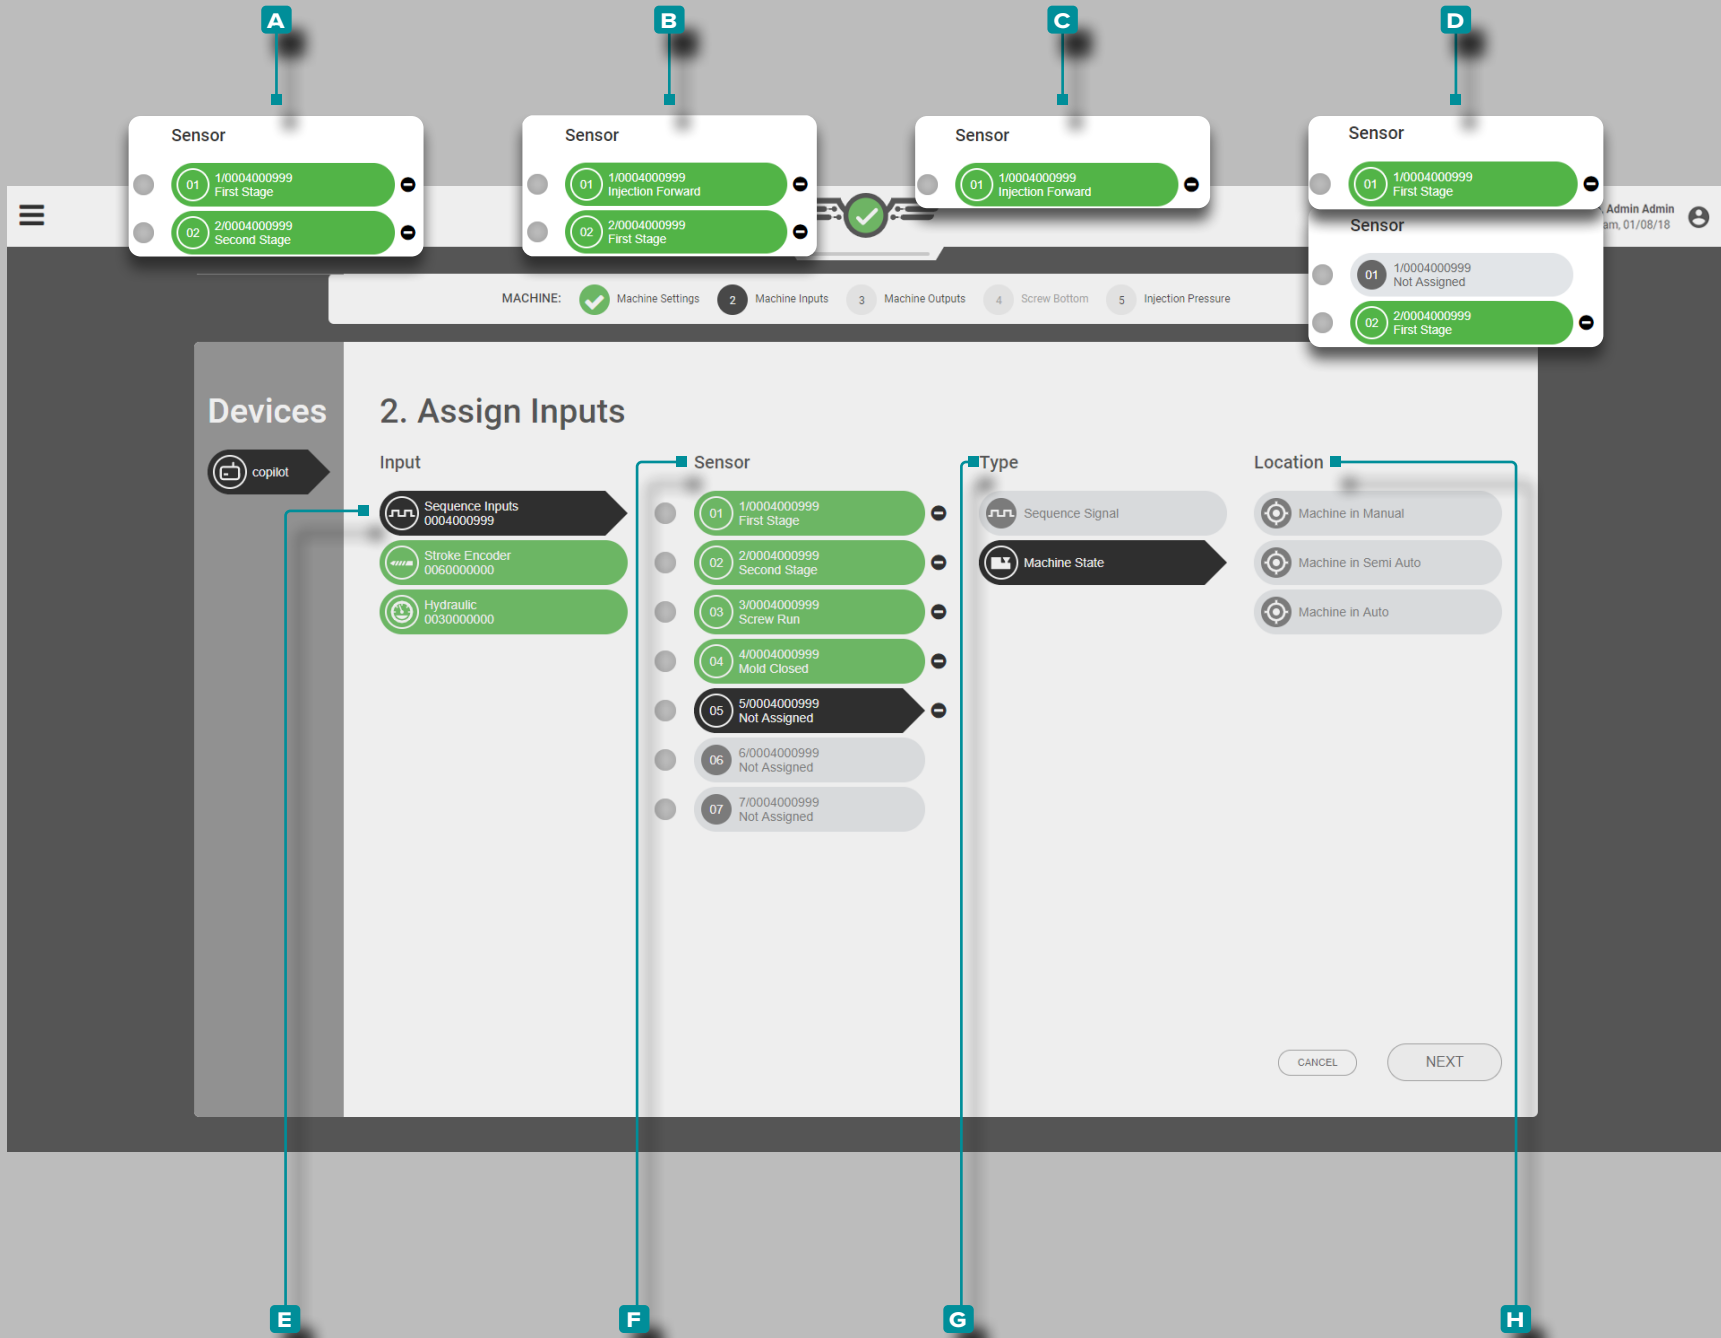 A
B
C
D
Sensor
01
1/0004000999
First Stage
02
2/0004000999
Second Stage
Sensor
01
1/0004000999
Injection Forward
02
2/0004000999
First Stage
Sensor
01
1/0004000999
Injection Forward
Sensor
01
1/0004000999
First Stage
Sensor
01
1/0004000999
Not Assigned
02
2/0004000999
First Stage
Admin Admin
am, 01/08/18
MACHINE:
Machine Settings
2 Machine Inputs
3 Machine Outputs
4 Screw Bottom
5 Injection Pressure
Devices
copilot
2. Assign Inputs
Input
Sequence Inputs
0004000999
Stroke Encoder
0060000000
Hydraulic
0030000000
Sensor
01
1/0004000999
First Stage
02
2/0004000999
Second Stage
03
3/0004000999
Screw Run
04
4/0004000999
Mold Closed
05
5/0004000999
Not Assigned
06
6/0004000999
Not Assigned
07
7/0004000999
Not Assigned
Type
Sequence Signal
Machine State
Location
Machine in Manual
Machine in Semi Auto
Machine in Auto
CANCEL
NEXT
E
F
G
H